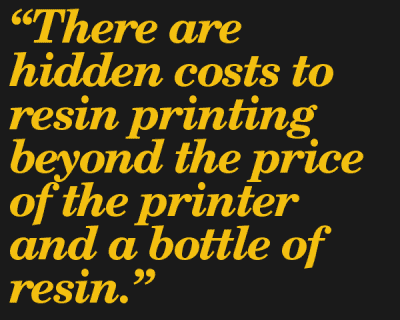 “There are
hidden costs to
resin printing
beyond the price
of the printer
and a bottle of
resin.”